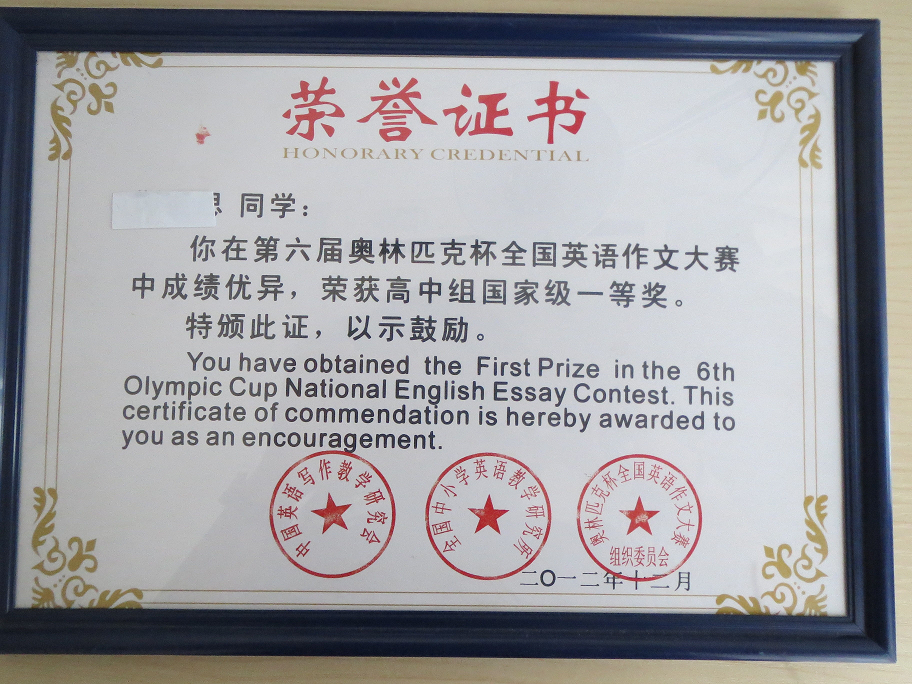 荣誉证书
HONORARY CREDENTIAL
同学：
你在第六届奥林匹克杯全国英语作文大赛
中成绩优异，荣获高中组国家级一等奖。
特颁此证，以示鼓励。
You have obtained the First Prize in the 6th
Olympic Cup National English Essay Contest. This
certificate of commendation is hereby awarded to
you as an encouragement.
中国英语写作教学研究会
全国中小学英语教学研究所
奥林匹克杯全国英语作文大赛
组织委员会
二O一二年十二月